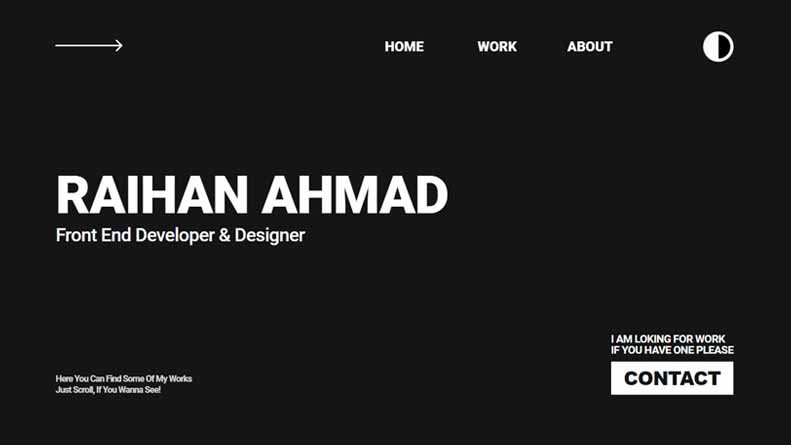 HOME WORK ABOUT
RAIHAN AHMAD
Front End Developer & Designer
I AM LOKING FOR WORK
IF YOU HAVE ONE PLEASE
CONTACT
Here You Can Find Some Of My Works
Just Scroll, If You Wanna See!